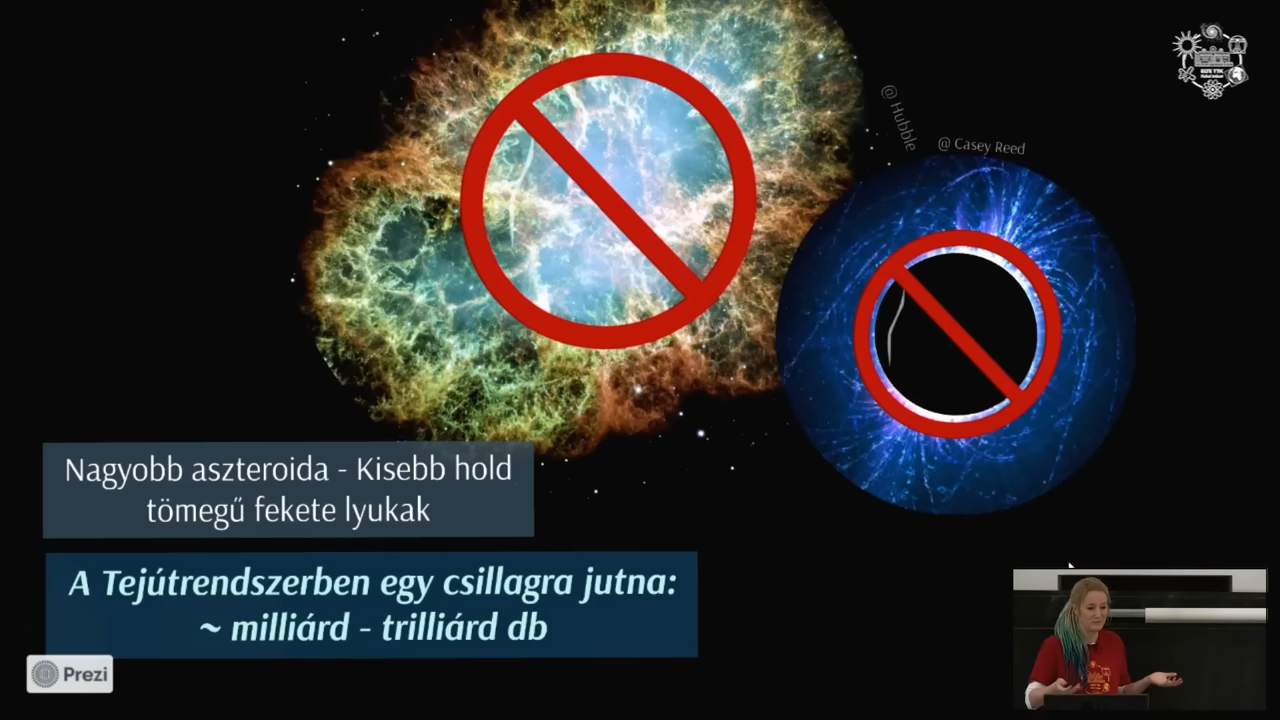 @ Hubble
@ Casey Reed
Nagyobb aszteroida - Kisebb hold
tömegű fekete lyukak
A Tejútrendszerben egy csillagra jutna:
~ milliárd - trilliárd db
Prezi